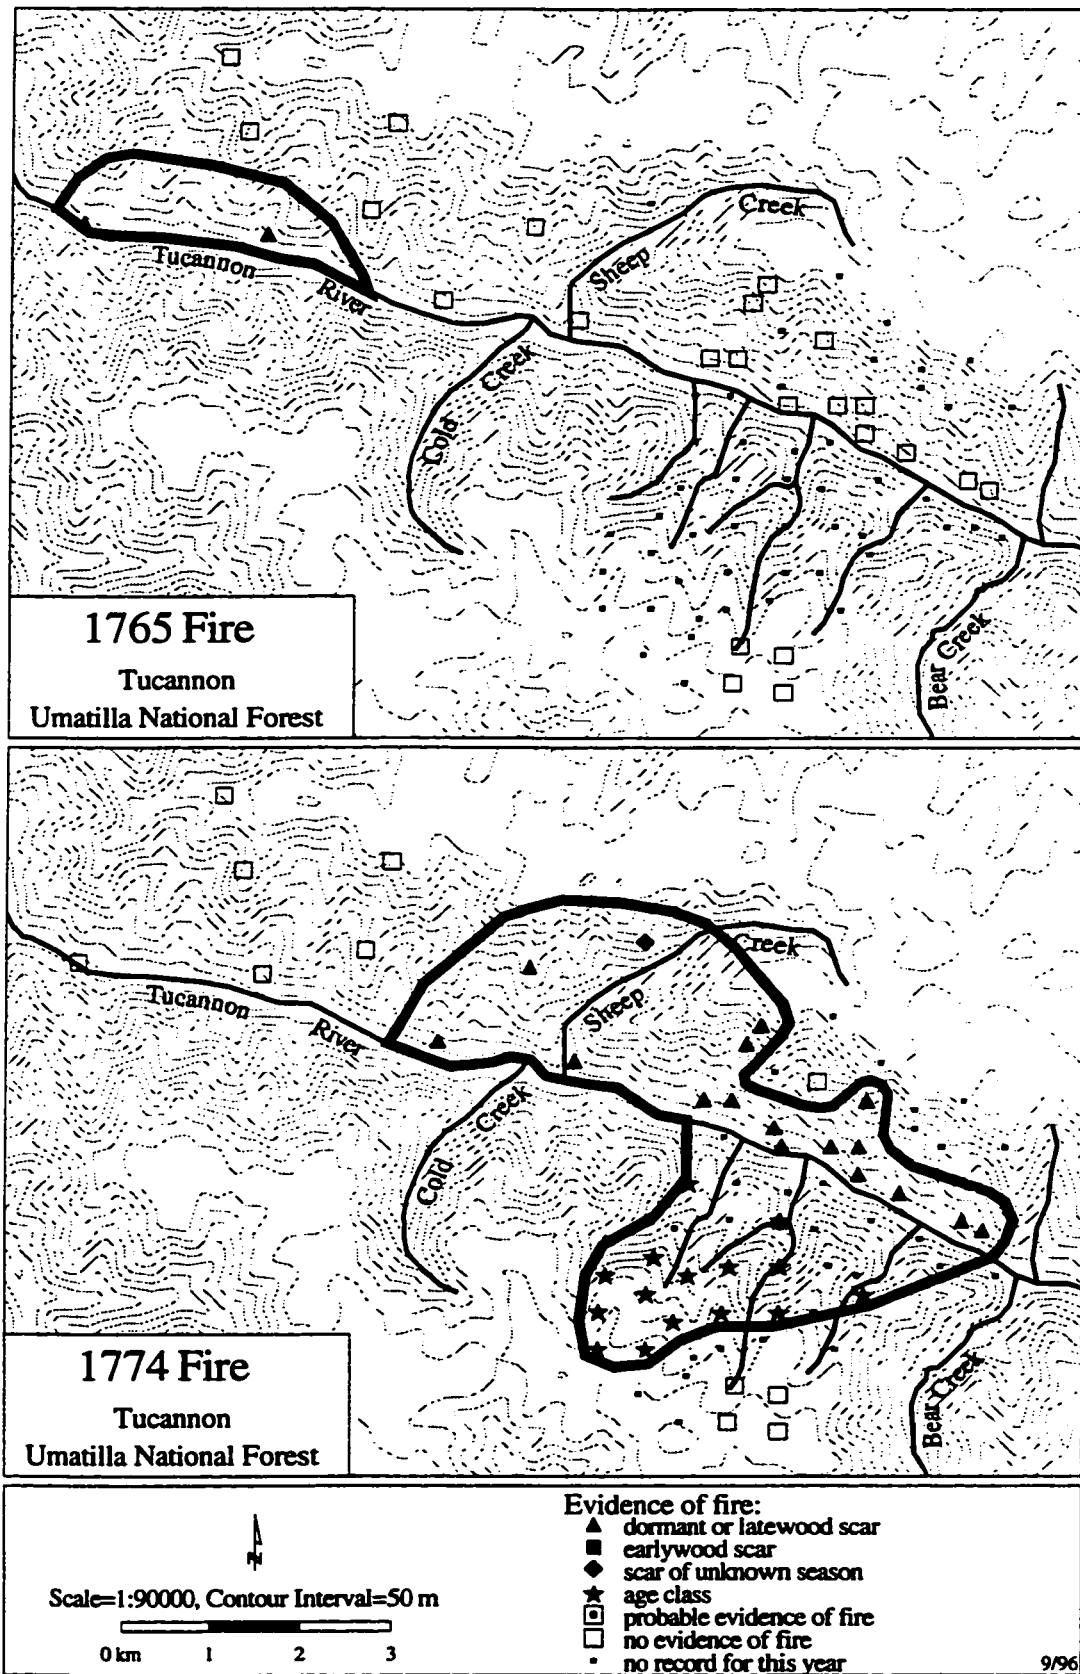 Creek
Sheep
Tucannon
River
Creek
Cold
Bear Creek
1765 Fire
Tucannon
Umatilla National Forest
Creek
Sheep
Tucannon
River
Creek
Cold
Bear Creek
1774 Fire
Tucannon
Umatilla National Forest
N
Scale=1:90000, Contour Interval=50 m
0 km 1 2 3
Evidence of fire:
dormant or latewood scar
earlywood scar
scar of unknown season
age class
probable evidence of fire
no evidence of fire
no record for this year
9/96